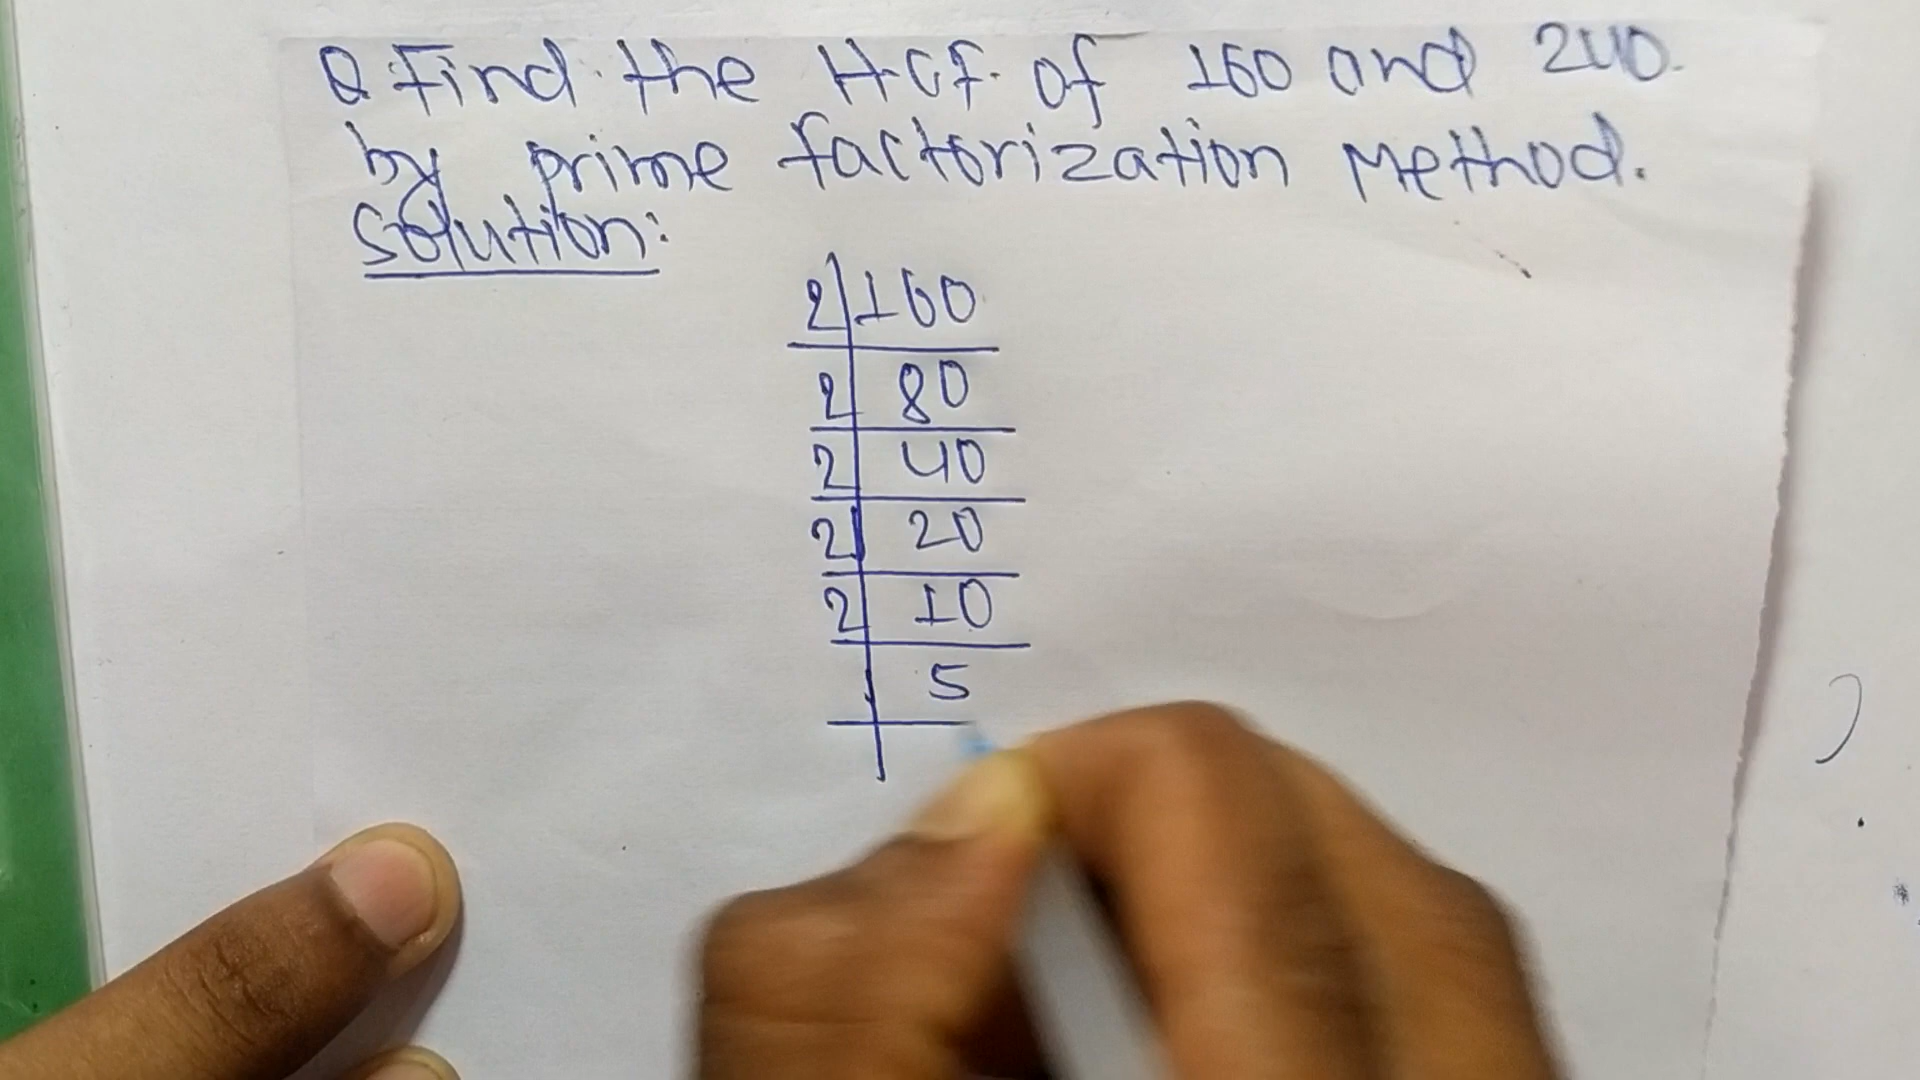 Q. Find the HCF. of 160 and 240.
by prime factorization Method.
Solution:
2 160
2 80
2 40
2 20
2 10
5